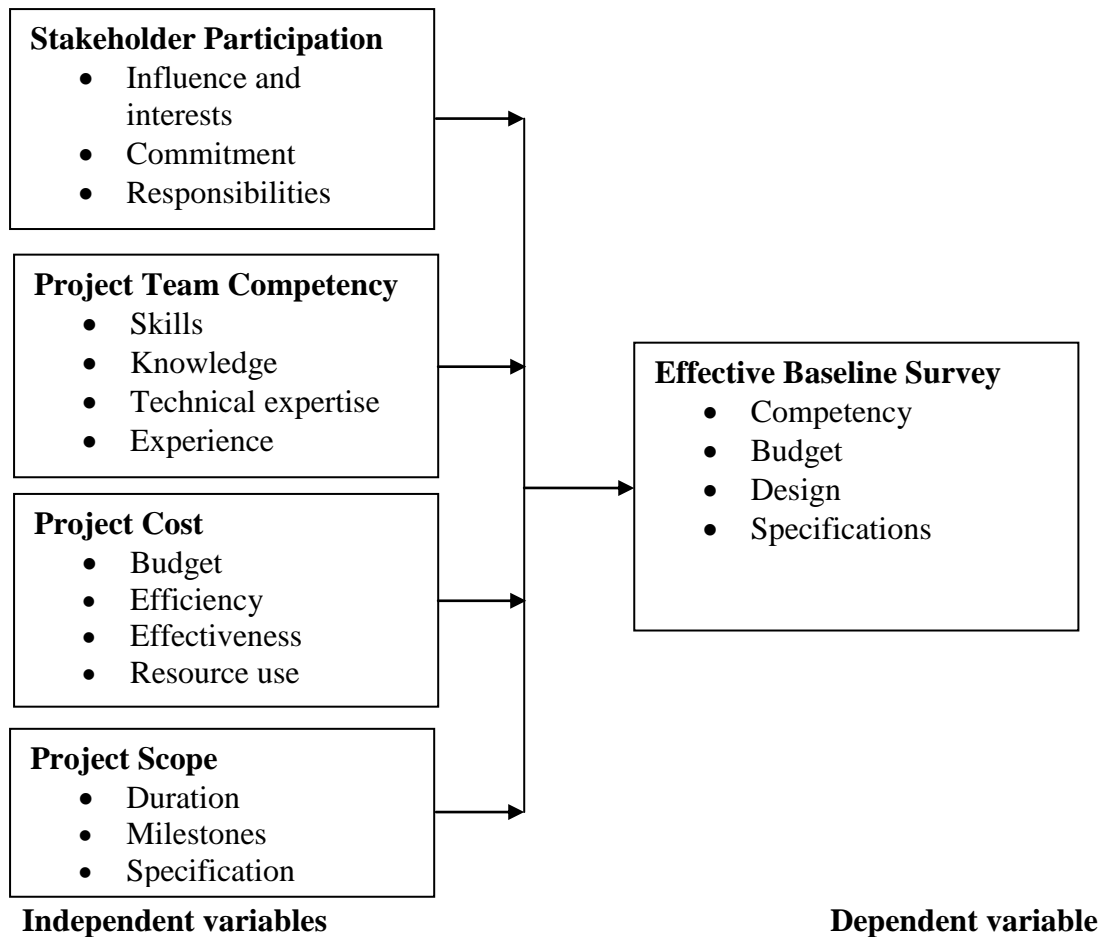 Stakeholder Participation
• Influence and
interests
• Commitment
• Responsibilities
Project Team Competency
• Skills
• Knowledge
• Technical expertise
• Experience
Project Cost
• Budget
• Efficiency
• Effectiveness
• Resource use
Project Scope
• Duration
• Milestones
• Specification
Independent variables
Effective Baseline Survey
• Competency
• Budget
• Design
• Specifications
Dependent variable